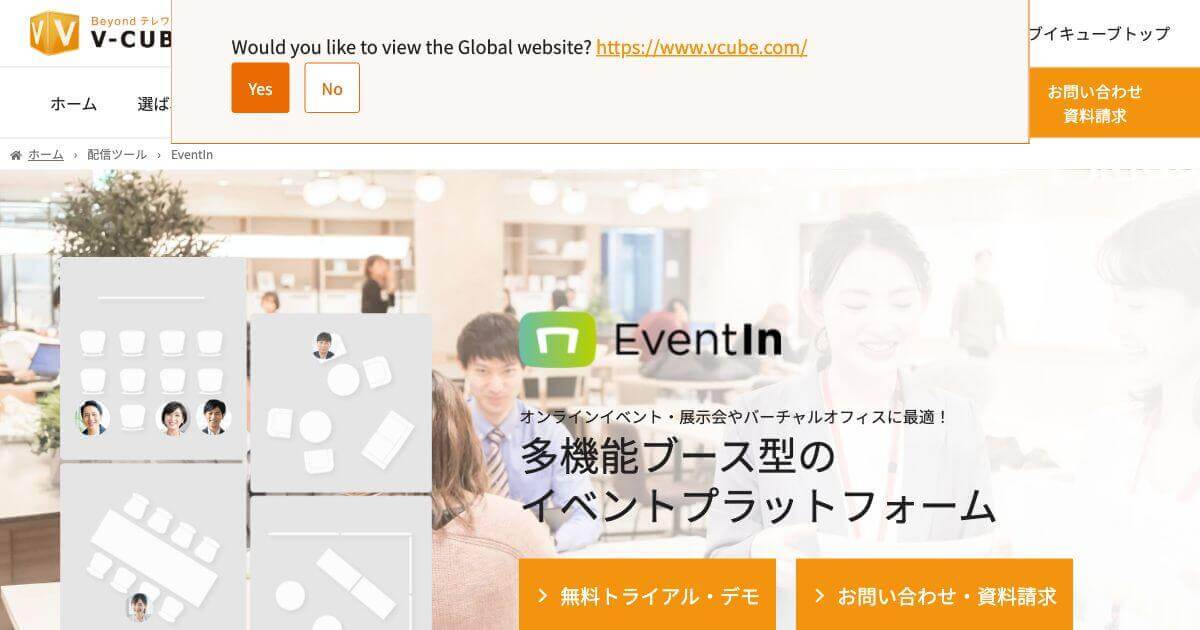 Beyond テレワ
V-CUB
Would you like to view the Global website? https://www.vcube.com/
Yes
No
ブイキューブトップ
ホーム
選ば
お問い合わせ
資料請求
ホーム › 配信ツール › EventIn
EventIn
オンラインイベント・展示会やバーチャルオフィスに最適！
多機能ブース型の
イベントプラットフォーム
無料トライアル・デモ
お問い合わせ・資料請求